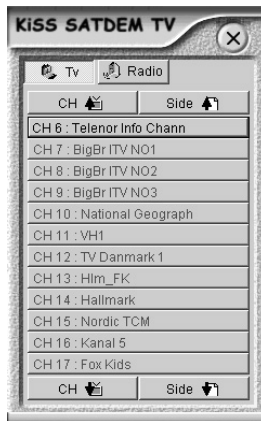 KiSS SATDEM TV
Tv Radio
CH Side
CH 6 : Telenor Info Chann
CH 7 : BigBr ITV NO1
CH 8 : BigBr ITV NO2
CH 9 : BigBr ITV NO3
CH 10 : National Geograph
CH 11 : VH1
CH 12 : TV Danmark 1
CH 13 : Hlm_FK
CH 14 : Hallmark
CH 15 : Nordic TCM
CH 16 : Kanal 5
CH 17 : Fox Kids
CH Side